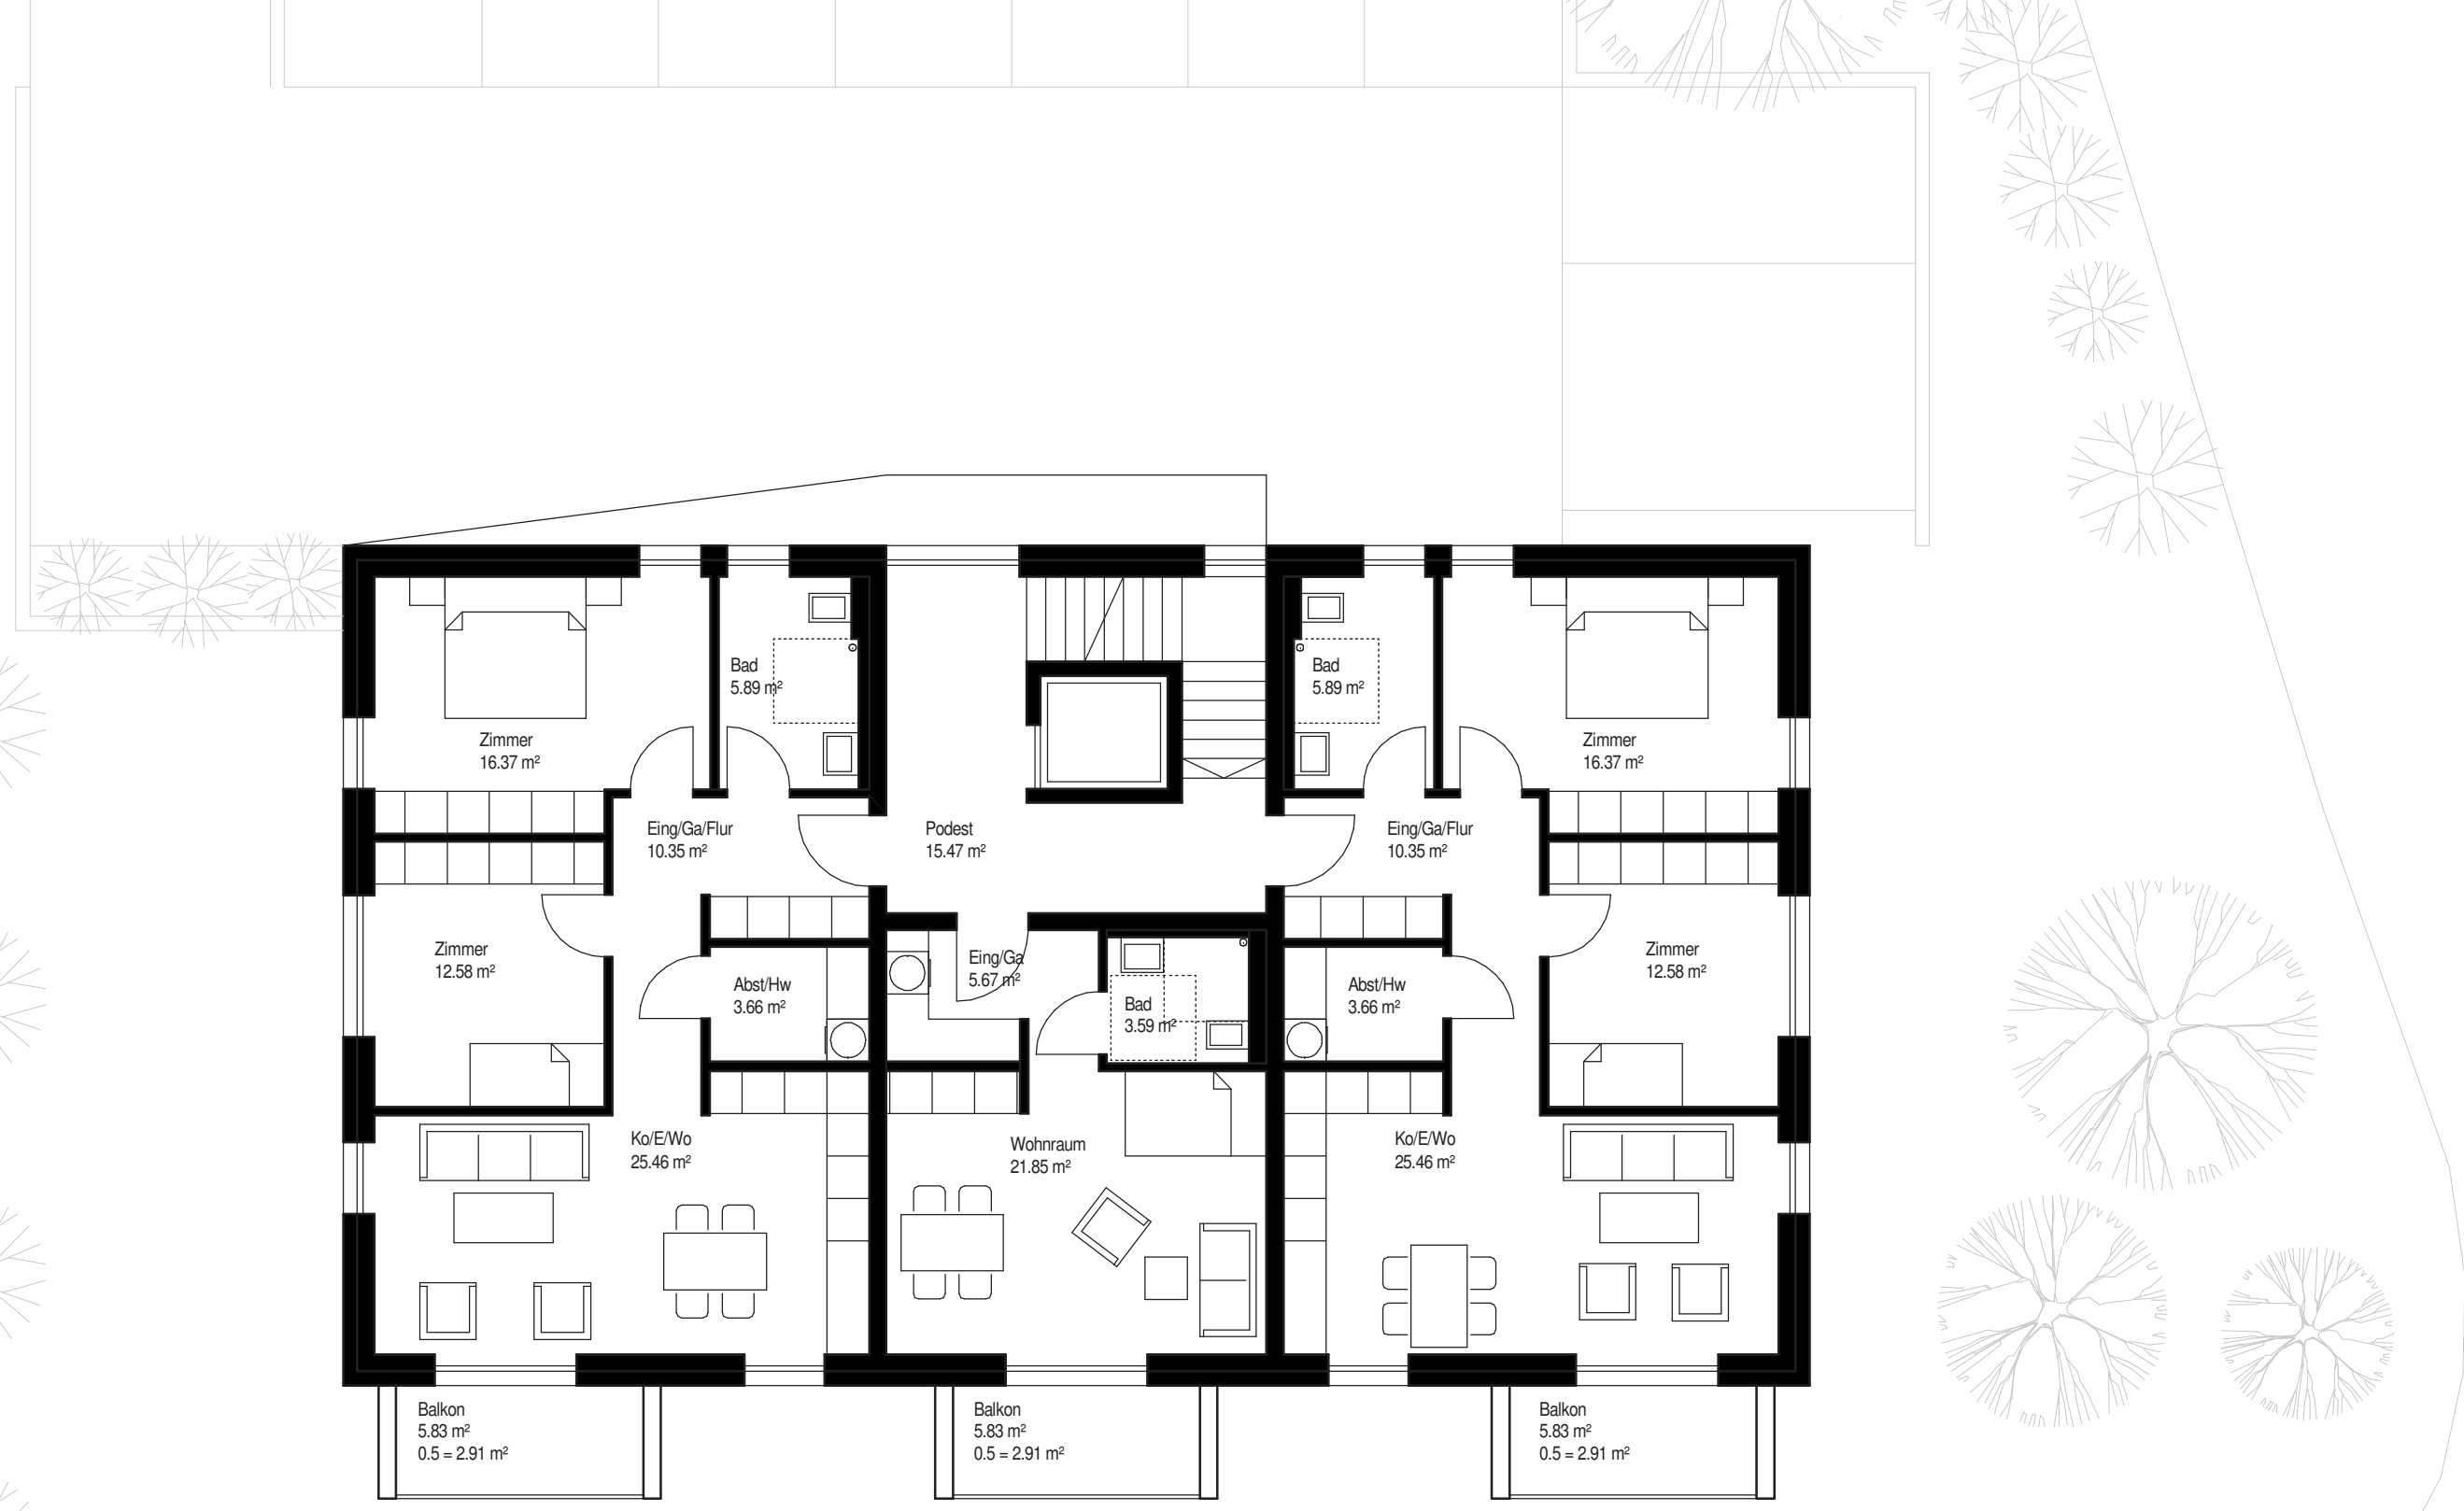 Bad
5.89 m²
Bad
5.89 m²
Zimmer
16.37 m²
Zimmer
16.37 m²
Eing/Ga/Flur
10.35 m²
Podest
15.47 m²
Eing/Ga/Flur
10.35 m²
Zimmer
12.58 m²
Abst/Hw
3.66 m²
Eing/Ga
5.67 m²
Bad
3.59 m²
Abst/Hw
3.66 m²
Zimmer
12.58 m²
Ko/E/Wo
25.46 m²
Wohnraum
21.85 m²
Ko/E/Wo
25.46 m²
Balkon
5.83 m²
0.5 = 2.91 m²
Balkon
5.83 m²
0.5 = 2.91 m²
Balkon
5.83 m²
0.5 = 2.91 m²